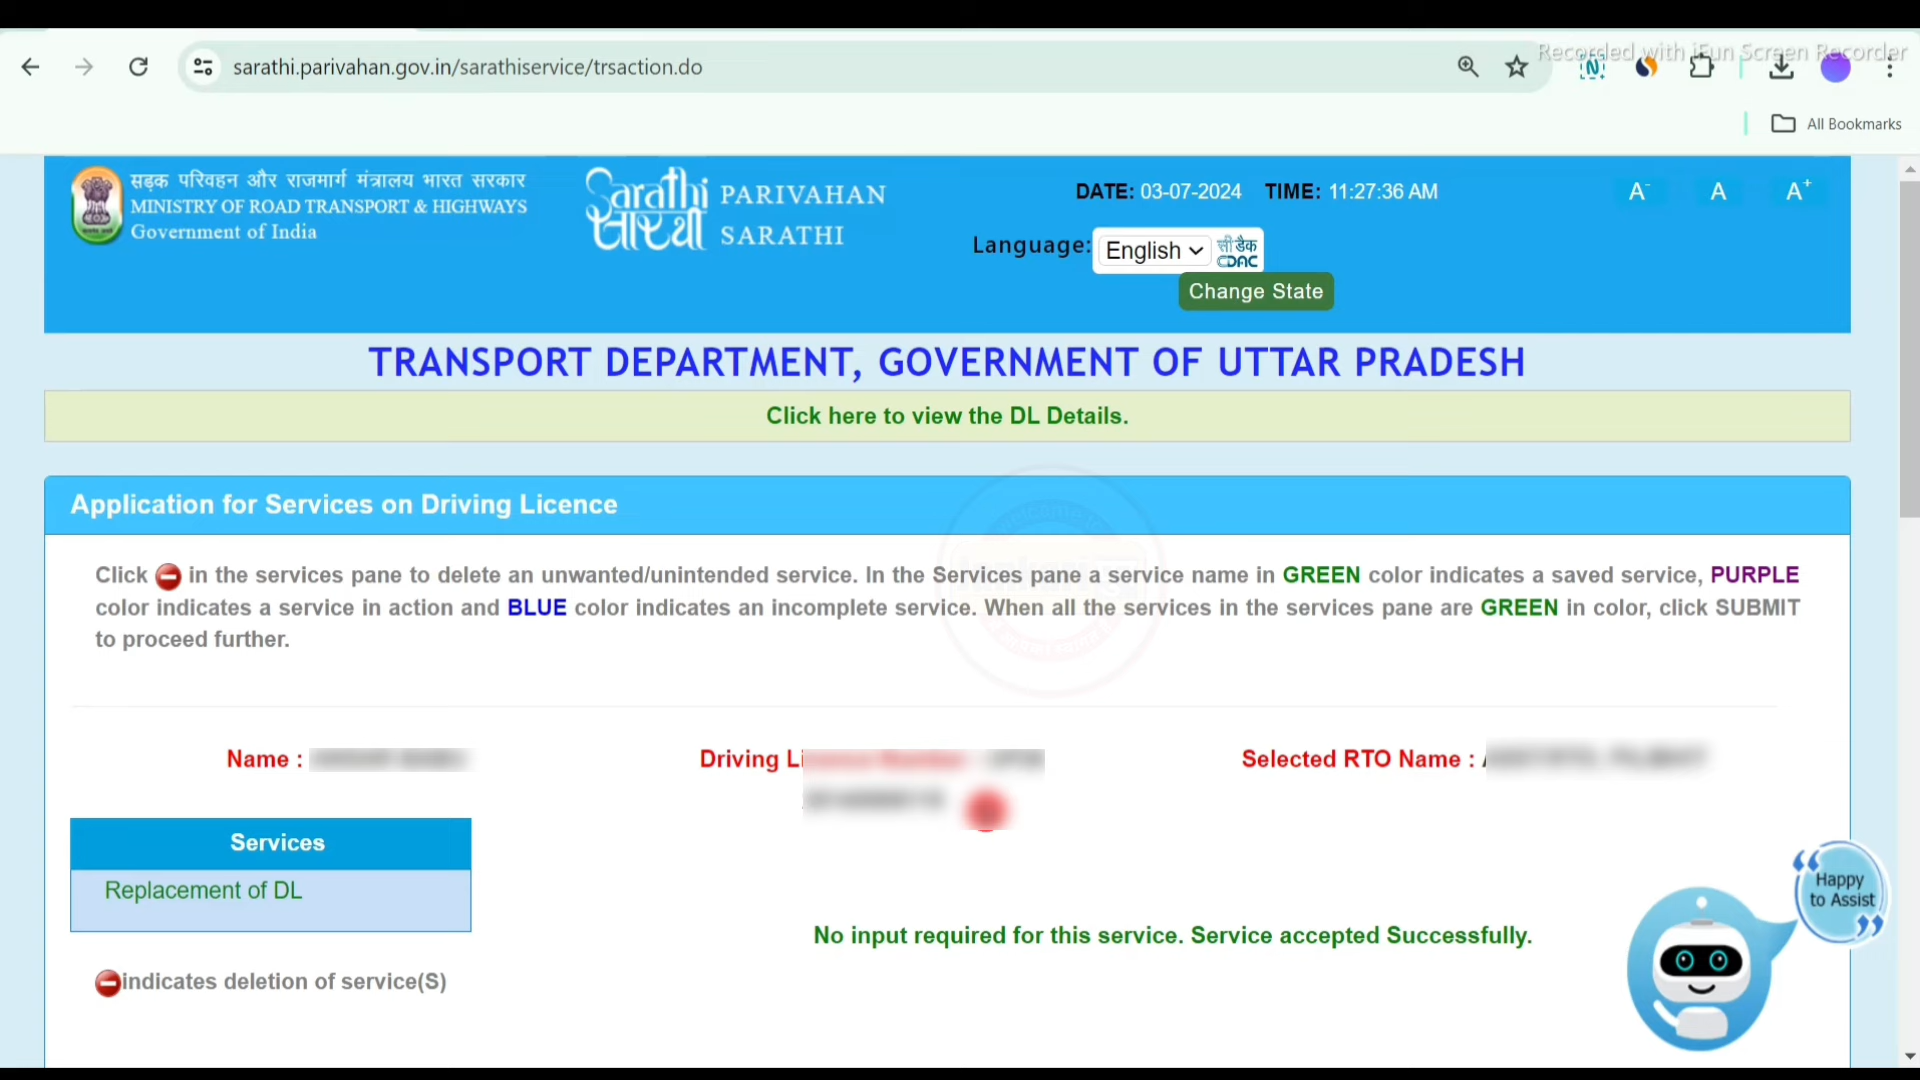 Recorded with iFun Screen Recorder
sarathi.parivahan.gov.in/sarathiservice/trsaction.do
All Bookmarks
सड़क परिवहन और राजमार्ग मंत्रालय भारत सरकार
MINISTRY OF ROAD TRANSPORT & HIGHWAYS
Government of India
Sarathi
सारथी
PARIVAHAN
SARATHI
DATE: 03-07-2024 TIME: 11:27:36 AM
A- A A+
Language: English सी डैक
CDAC
Change State
TRANSPORT DEPARTMENT, GOVERNMENT OF UTTAR PRADESH
Click here to view the DL Details.
Application for Services on Driving Licence
Click in the services pane to delete an unwanted/unintended service. In the Services pane a service name in GREEN color indicates a saved service, PURPLE
color indicates a service in action and BLUE color indicates an incomplete service. When all the services in the services pane are GREEN in color, click SUBMIT
to proceed further.
Name : Driving Selected RTO Name :
Services
Replacement of DL
No input required for this service. Service accepted Successfully.
indicates deletion of service(S)
Happy
to Assist